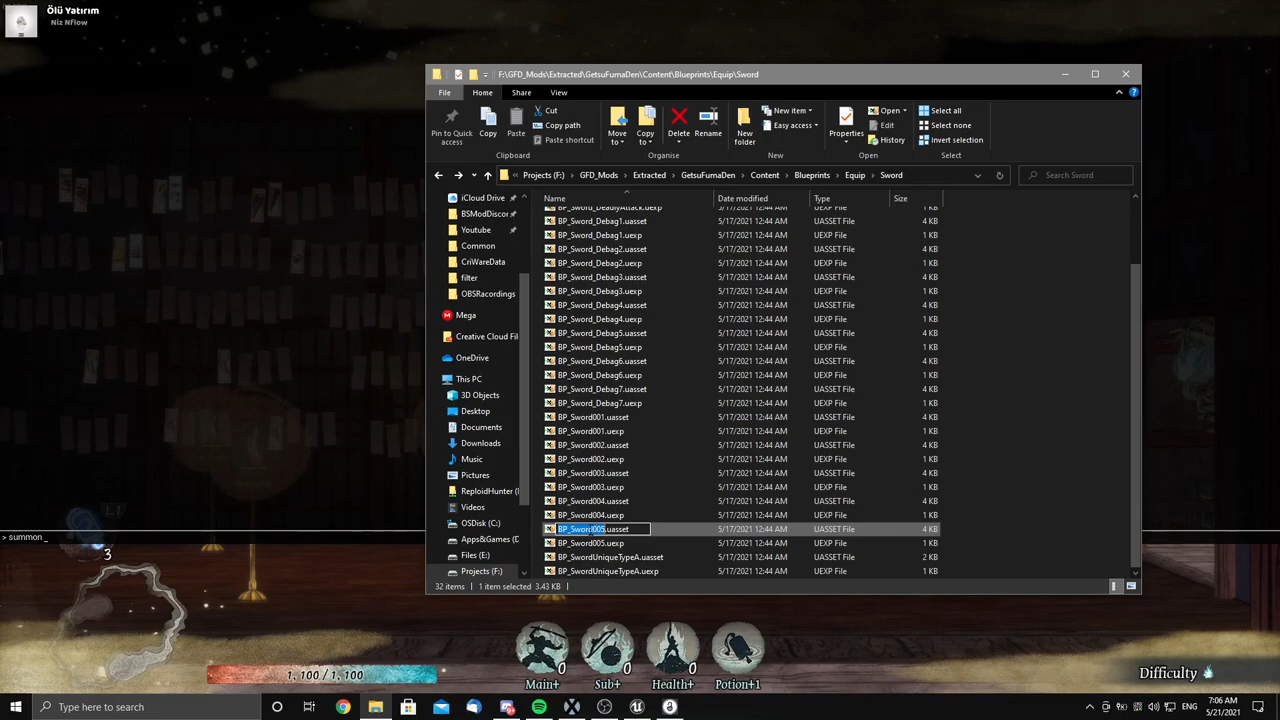 Ölü Yatırım
Niz Nflow
F:\GFD_Mods\Extracted\GetsuFumaDen\Content\Blueprints\Equip\Sword
File Home Share View
Pin to Quick access
Copy
Paste
Cut
Copy path
Paste shortcut
Move to
Copy to
Delete
Rename
New folder
New item
Easy access
Properties
Open
Edit
History
Select all
Select none
Invert selection
Clipboard Organise New Open Select
Projects (F:) GFD_Mods Extracted GetsuFumaDen Content Blueprints Equip Sword Search Sword
Name Date modified Type Size
iCloud Drive
BSModDiscor
Youtube
Common
CriWareData
filter
OBSRacordings
Mega
Creative Cloud Fil
OneDrive
This PC
3D Objects
Desktop
Documents
Downloads
Music
Pictures
ReploidHunter (
Videos
OSDisk (C:)
Apps&Games (D
Files (E:)
Projects (F:)
BP_Sword_DeadlyAttack.uexp 5/17/2021 12:44 AM UEXP File 1 KB
BP_Sword_Debag1.uasset 5/17/2021 12:44 AM UASSET File 4 KB
BP_Sword_Debag1.uexp 5/17/2021 12:44 AM UEXP File 1 KB
BP_Sword_Debag2.uasset 5/17/2021 12:44 AM UASSET File 4 KB
BP_Sword_Debag2.uexp 5/17/2021 12:44 AM UEXP File 1 KB
BP_Sword_Debag3.uasset 5/17/2021 12:44 AM UASSET File 4 KB
BP_Sword_Debag3.uexp 5/17/2021 12:44 AM UEXP File 1 KB
BP_Sword_Debag4.uasset 5/17/2021 12:44 AM UASSET File 4 KB
BP_Sword_Debag4.uexp 5/17/2021 12:44 AM UEXP File 1 KB
BP_Sword_Debag5.uasset 5/17/2021 12:44 AM UASSET File 4 KB
BP_Sword_Debag5.uexp 5/17/2021 12:44 AM UEXP File 1 KB
BP_Sword_Debag6.uasset 5/17/2021 12:44 AM UASSET File 4 KB
BP_Sword_Debag6.uexp 5/17/2021 12:44 AM UEXP File 1 KB
BP_Sword_Debag7.uasset 5/17/2021 12:44 AM UASSET File 4 KB
BP_Sword_Debag7.uexp 5/17/2021 12:44 AM UEXP File 1 KB
BP_Sword001.uasset 5/17/2021 12:44 AM UASSET File 4 KB
BP_Sword001.uexp 5/17/2021 12:44 AM UEXP File 1 KB
BP_Sword002.uasset 5/17/2021 12:44 AM UASSET File 4 KB
BP_Sword002.uexp 5/17/2021 12:44 AM UEXP File 1 KB
BP_Sword003.uasset 5/17/2021 12:44 AM UASSET File 4 KB
BP_Sword003.uexp 5/17/2021 12:44 AM UEXP File 1 KB
BP_Sword004.uasset 5/17/2021 12:44 AM UASSET File 4 KB
BP_Sword004.uexp 5/17/2021 12:44 AM UEXP File 1 KB
BP_Sword005.uasset 5/17/2021 12:44 AM UASSET File 4 KB
BP_Sword005.uexp 5/17/2021 12:44 AM UEXP File 1 KB
BP_SwordUniqueTypeA.uasset 5/17/2021 12:44 AM UASSET File 2 KB
BP_SwordUniqueTypeA.uexp 5/17/2021 12:44 AM UEXP File 1 KB
32 items 1 item selected 3.43 KB
LT
> summon _
3
1,100 / 1,100
0 0 0
Main+ Sub+ Health+ Potion+1
Difficulty
Type here to search
ENG
7:06 AM
5/21/2021